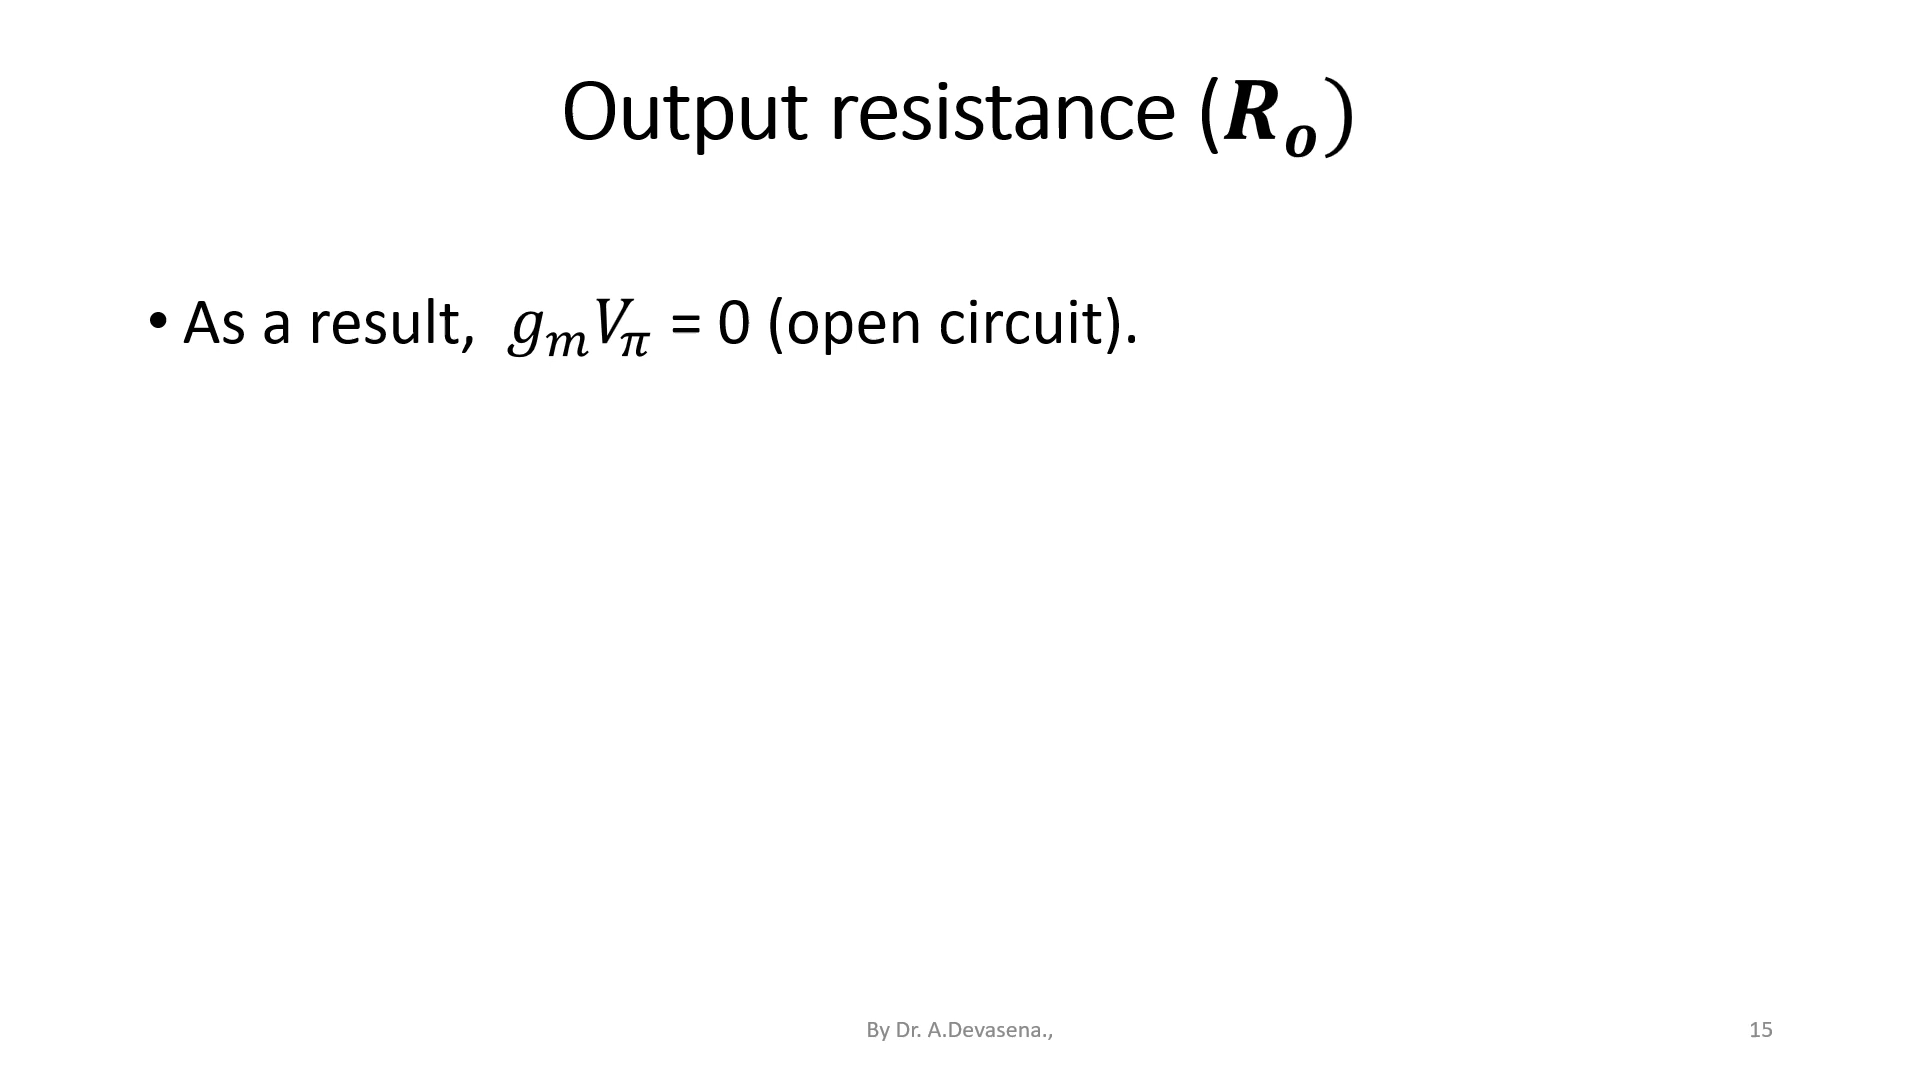 Output resistance (𝑹𝒐)
• As a result, 𝑔𝑚𝑉𝜋 = 0 (open circuit).
By Dr. A.Devasena.,
15